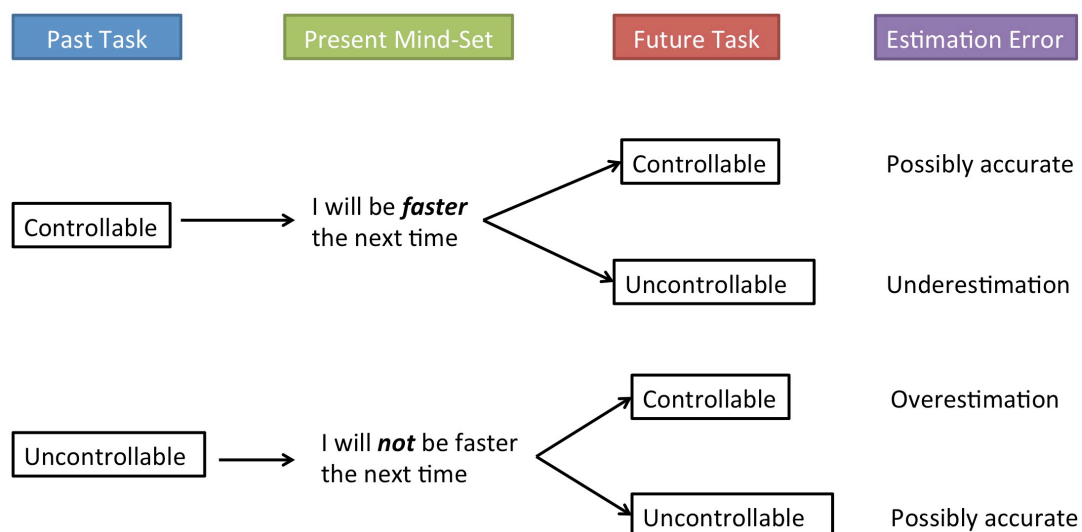 Past Task
Present Mind-Set
Future Task
Estimation Error
Controllable
I will be faster
the next time
Controllable
Possibly accurate
Uncontrollable
Underestimation
Uncontrollable
I will not be faster
the next time
Controllable
Overestimation
Uncontrollable
Possibly accurate